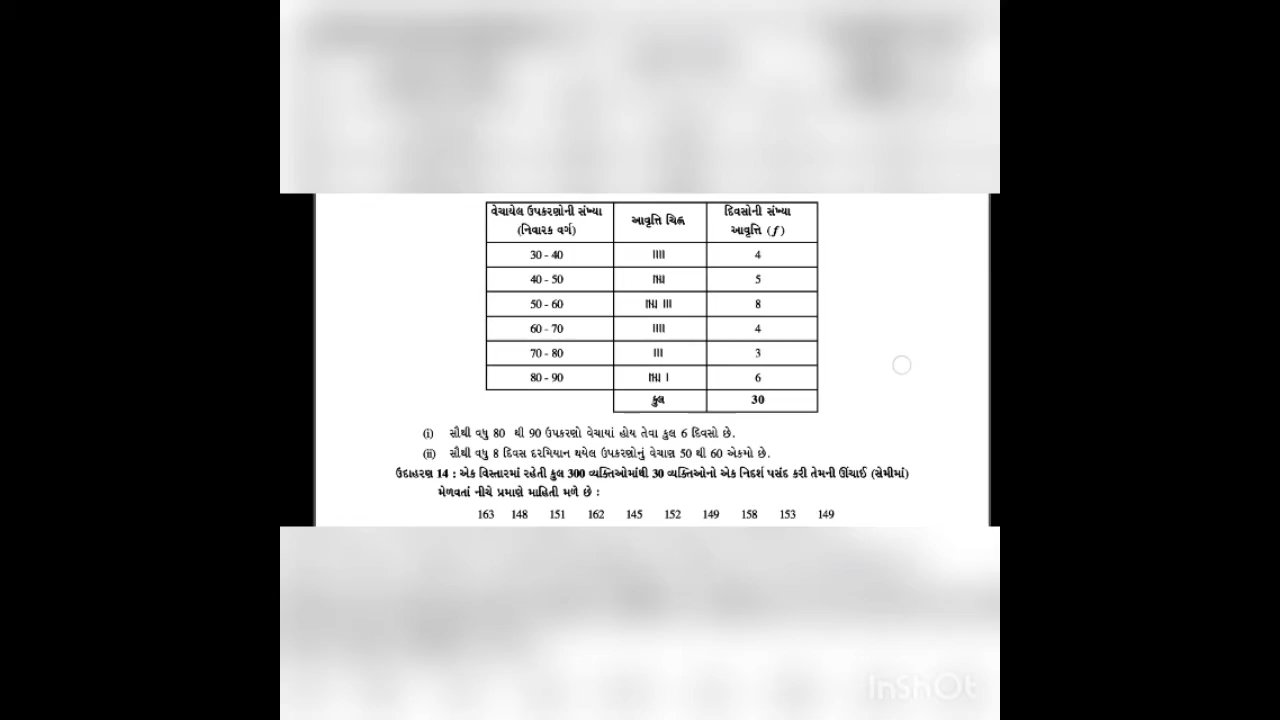 વેચાયેલ ઉપકરણોની સંખ્યા (નિવારક વર્ગ) આવૃત્તિ ચિહ્ન દિવસોની સંખ્યા આવૃત્તિ (f)
30 - 40 |||| 4
40 - 50 𝍸 5
50 - 60 𝍸 ||| 8
60 - 70 |||| 4
70 - 80 ||| 3
80 - 90 𝍸 | 6
કુલ 30
(i) સૌથી વધુ 80 થી 90 ઉપકરણો વેચાયાં હોય તેવા કુલ 6 દિવસો છે.
(ii) સૌથી વધુ 8 દિવસ દરમિયાન થયેલ ઉપકરણોનું વેચાણ 50 થી 60 એકમો છે.
ઉદાહરણ 14 : એક વિસ્તારમાં રહેતી કુલ 300 વ્યક્તિઓમાંથી 30 વ્યક્તિઓનો એક નિદર્શ પસંદ કરી તેમની ઊંચાઈ (સેમીમાં)
મેળવતાં નીચે પ્રમાણે માહિતી મળે છે :
163 148 151 162 145 152 149 158 153 149
InShOt